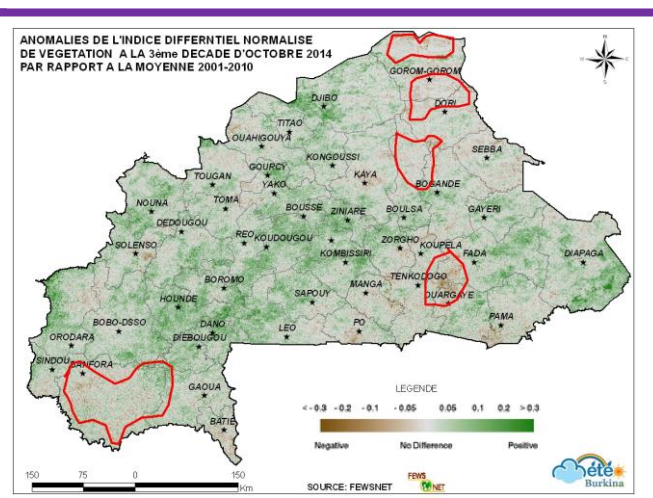 ANOMALIES DE L'INDICE DIFFERNTIEL NORMALISE
DE VEGETATION A LA 3ème DECADE D'OCTOBRE 2014
PAR RAPPORT A LA MOYENNE 2001-2010
N
GOROM-GOROM
DJIBO
DORI
TITAO
OUAHIGOUYA
SEBBA
KONGOUSSI
GOURCY
KAYA
TOUGAN
YAKO
BOGANDE
NOUNA
TOMA
BOUSSE
ZINIARE
BOULSA
GAYERI
DEDOUGOU
REO
KOUDOUGOU
ZORGHO
KOUPELA
SOLENSO
KOMBISSIRI
FADA
DIAPAGA
BOROMO
TENKODOGO
MANGA
OUARGAYE
HOUNDE
SAPOUY
BOBO-DSSO
DANO
LEO
PO
PAMA
ORODARA
DIEBOUGOU
SINDOU
BANFORA
GAOUA
BATIE
LEGENDE
< - 0.3 - 0.2 - 0.1 - 0.05 0.05 0.1 0.2 > 0.3
Negative No Difference Positive
150 75 0 150
Km
SOURCE: FEWSNET
FEWS
NET
météo
Burkina